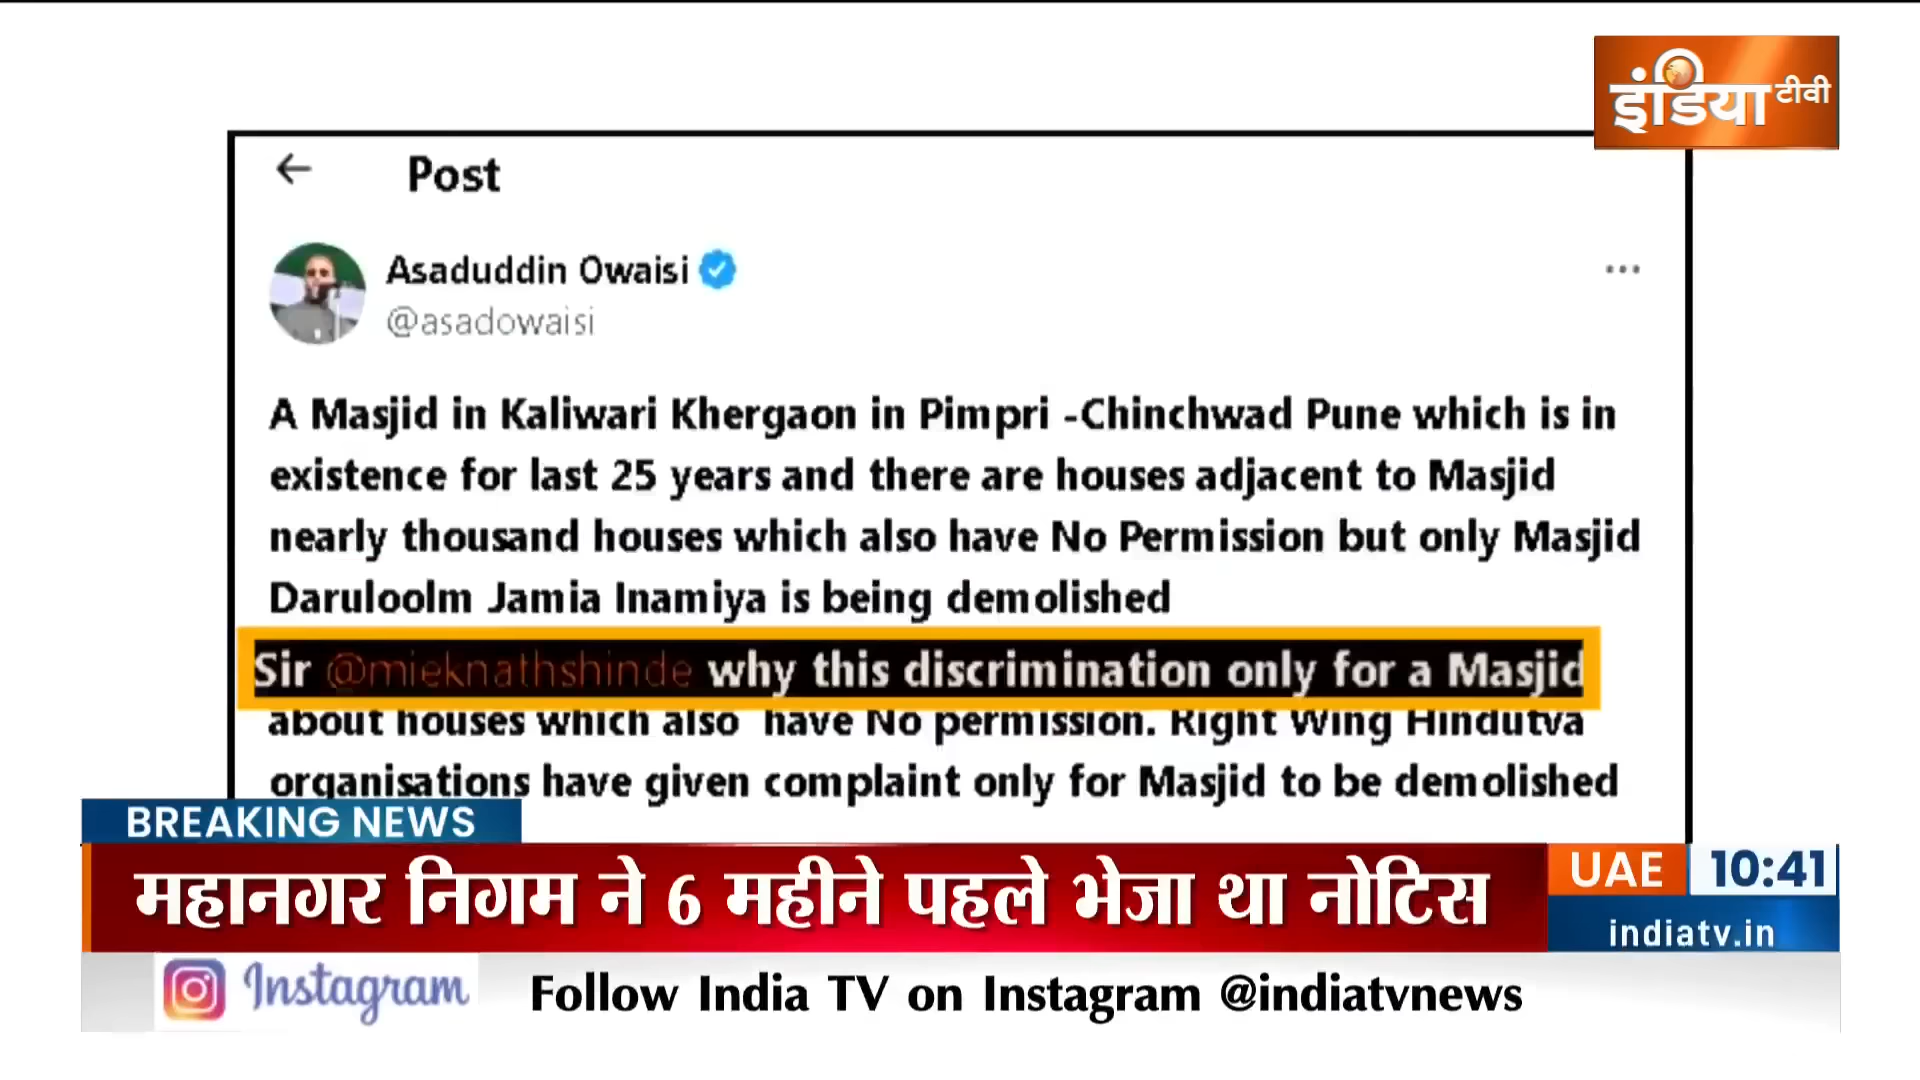 इंडिया टीवी
Post
Asaduddin Owaisi
@asadowaisi
A Masjid in Kaliwari Khergaon in Pimpri -Chinchwad Pune which is in
existence for last 25 years and there are houses adjacent to Masjid
nearly thousand houses which also have No Permission but only Masjid
Daruloolm Jamia Inamiya is being demolished
Sir @mieknathshinde why this discrimination only for a Masjid
about houses which also have No permission. Right Wing Hindutva
organisations have given complaint only for Masjid to be demolished
BREAKING NEWS
महानगर निगम ने 6 महीने पहले भेजा था नोटिस
UAE 10:41
indiatv.in
Instagram Follow India TV on Instagram @indiatvnews